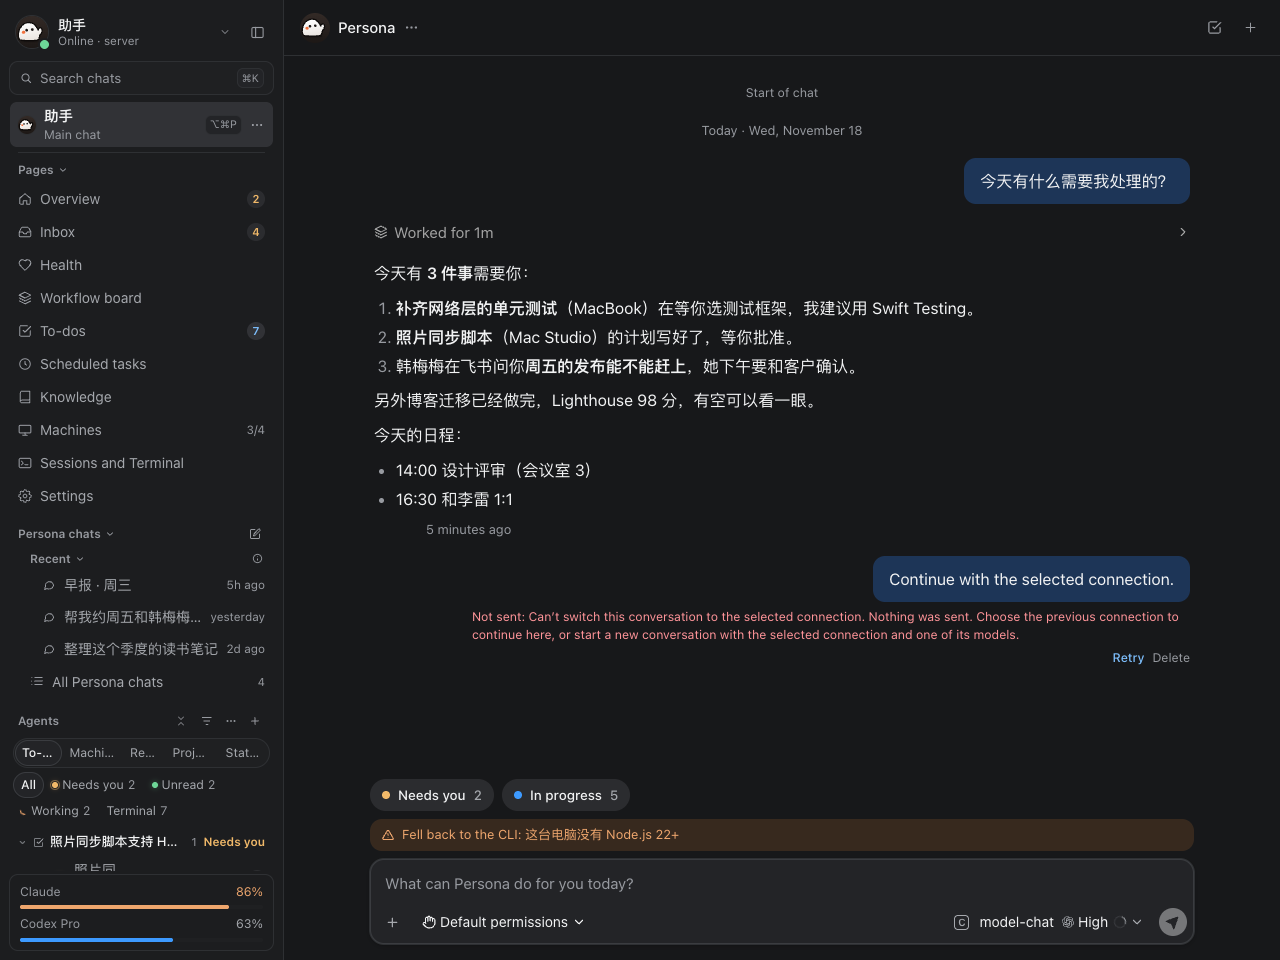 助手
Online · server
Search chats
⌘K
助手
Main chat
⌥⌘P
Pages
Overview
2
Inbox
4
Health
Workflow board
To-dos
7
Scheduled tasks
Knowledge
Machines
3/4
Sessions and Terminal
Settings
Persona chats
Recent
早报 · 周三
5h ago
帮我约周五和韩梅梅...
yesterday
整理这个季度的读书笔记
2d ago
All Persona chats
4
Agents
To-...
Machi...
Re...
Proj...
Stat...
All
Needs you 2
Unread 2
Working 2
Terminal 7
照片同步脚本支持 H...
1 Needs you
Claude
86%
Codex Pro
63%
Persona
Start of chat
Today · Wed, November 18
今天有什么需要我处理的?
Worked for 1m
今天有 3 件事需要你：
1. 补齐网络层的单元测试（MacBook）在等你选测试框架，我建议用 Swift Testing。
2. 照片同步脚本（Mac Studio）的计划写好了，等你批准。
3. 韩梅梅在飞书问你周五的发布能不能赶上，她下午要和客户确认。
另外博客迁移已经做完，Lighthouse 98 分，有空可以看一眼。
今天的日程：
• 14:00 设计评审（会议室 3）
• 16:30 和李雷 1:1
5 minutes ago
Continue with the selected connection.
Not sent: Can't switch this conversation to the selected connection. Nothing was sent. Choose the previous connection to
continue here, or start a new conversation with the selected connection and one of its models.
Retry
Delete
Needs you 2
In progress 5
Fell back to the CLI: 这台电脑没有 Node.js 22+
What can Persona do for you today?
Default permissions
C
model-chat
High